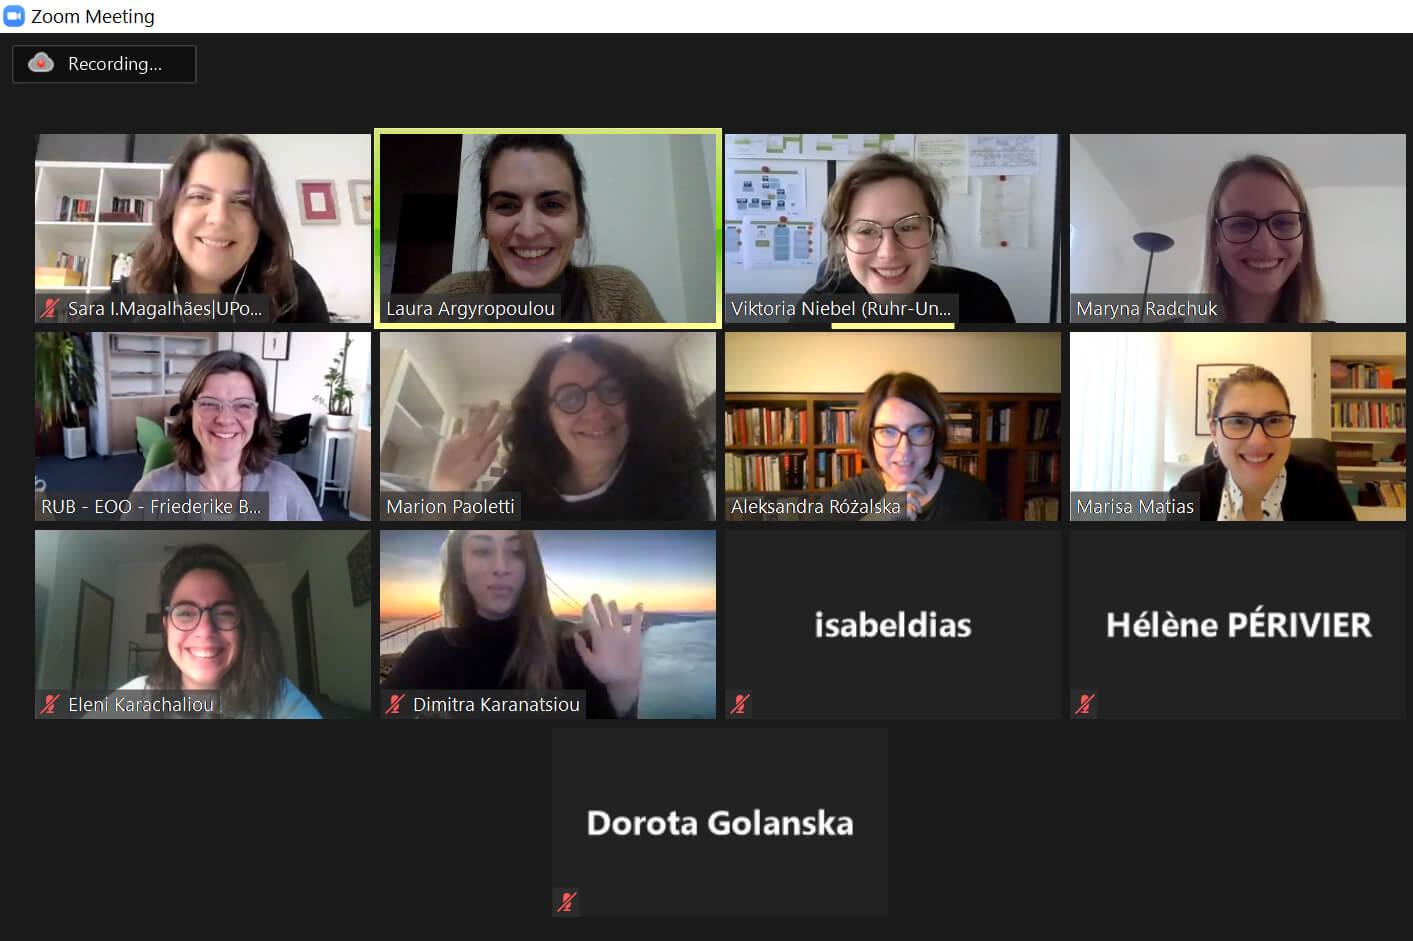 Zoom Meeting
Recording...
Sara I.Magalhães|UPo...
Laura Argyropoulou
Viktoria Niebel (Ruhr-Un...
Maryna Radchuk
RUB - EOO - Friederike B...
Marion Paoletti
Aleksandra Różalska
Marisa Matias
Eleni Karachaliou
Dimitra Karanatsiou
isabeldias
Hélène PÉRIVIER
Dorota Golanska